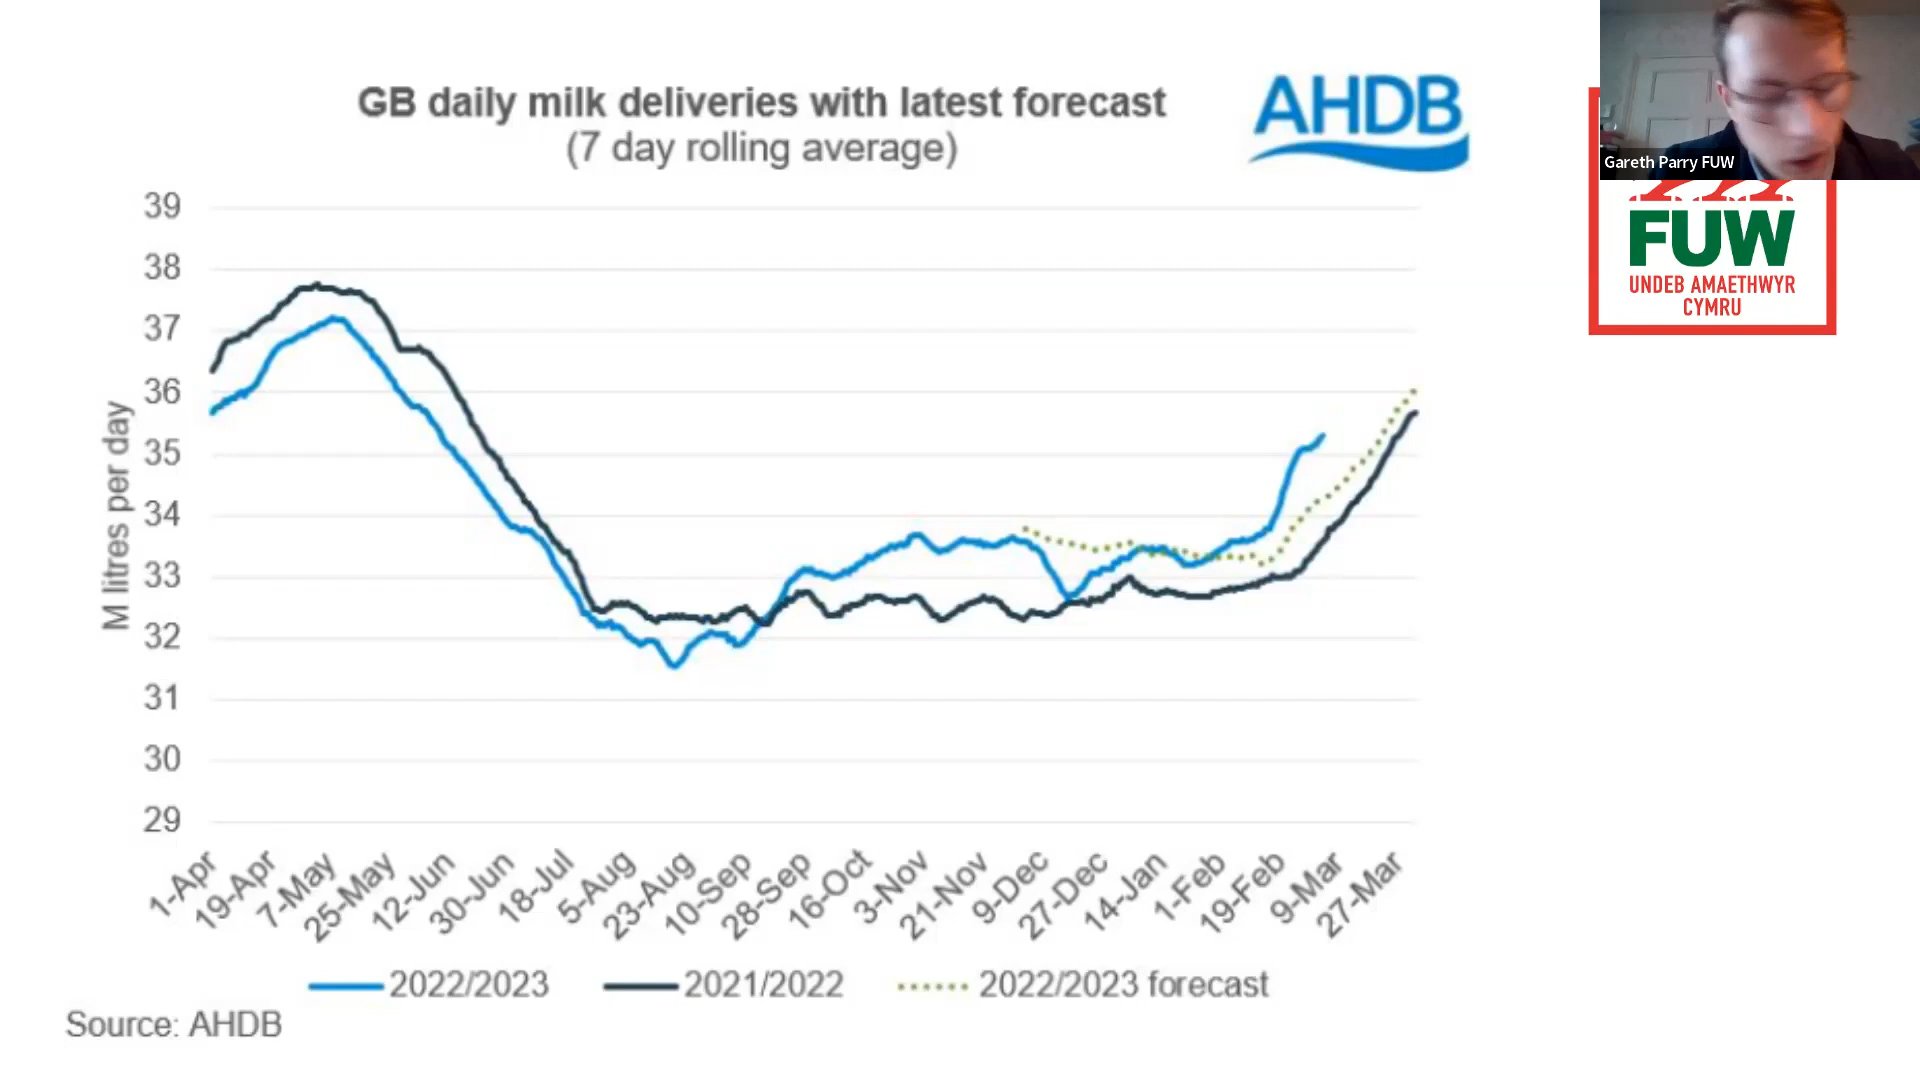 GB daily milk deliveries with latest forecast
(7 day rolling average)
AHDB
Gareth Parry FUW
FUW
UNDEB AMAETHWYR
CYMRU
M litres per day
39
38
37
36
35
34
33
32
31
30
29
1-Apr
19-Apr
7-May
25-May
12-Jun
30-Jun
18-Jul
5-Aug
23-Aug
10-Sep
28-Sep
16-Oct
3-Nov
21-Nov
9-Dec
27-Dec
14-Jan
1-Feb
19-Feb
9-Mar
27-Mar
2022/2023
2021/2022
2022/2023 forecast
Source: AHDB